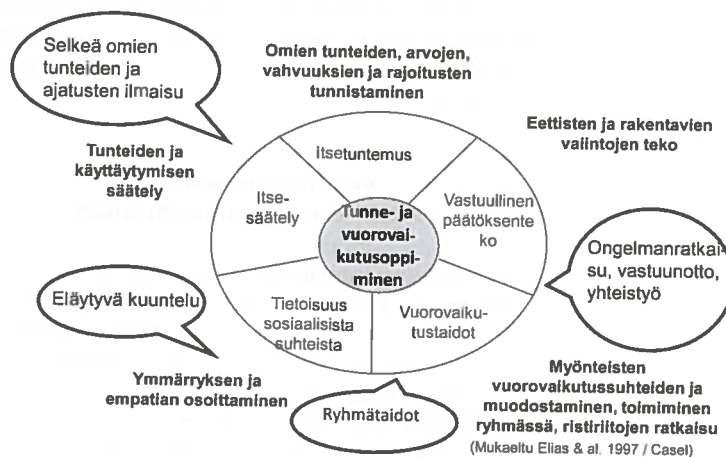 Selkeä omien
tunteiden ja
ajatusten ilmaisu
Omien tunteiden, arvojen,
vahvuuksien ja rajoitusten
tunnistaminen
Eettisten ja rakentavien
valintojen teko
Tunteiden ja
käyttäytymisen
säätely
Itsetuntemus
Itse-
säätely
Vastuullinen
päätöksente
ko
Tunne- ja
vuorovai-
kutusoppi-
minen
Ongelmanratkai-
su, vastuunotto,
yhteistyö
Eläytyvä kuuntelu
Tietoisuus
sosiaalisista
suhteista
Vuorovaiku-
tustaidot
Ymmärryksen ja
empatian osoittaminen
Ryhmätaidot
Myönteisten
vuorovaikutussuhteiden ja
muodostaminen, toimiminen
ryhmässä, ristiriitojen ratkaisu
(Mukaeltu Elias & al. 1997 / Casel)